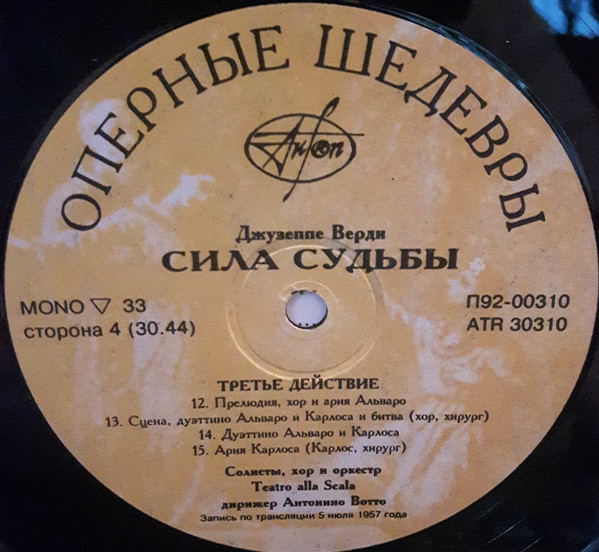 ОПЕРНЫЕ ШЕДЕВРЫ
Анфоп
Джузеппе Верди
СИЛА СУДЬБЫ
MONO ▽ 33
сторона 4 (30.44)
П92-00310
ATR 30310
ТРЕТЬЕ ДЕЙСТВИЕ
12. Прелюдия, хор и ария Альваро
13. Сцена, дуэттино Альваро и Карлоса и битва (хор, хирург)
14. Дуэттино Альваро и Карлоса
15. Ария Карлоса (Карлос, хирург)
Солисты, хор и оркестр
Teatro alla Scala
дирижер Антонино Вотто
Запись по трансляции 5 июля 1957 года